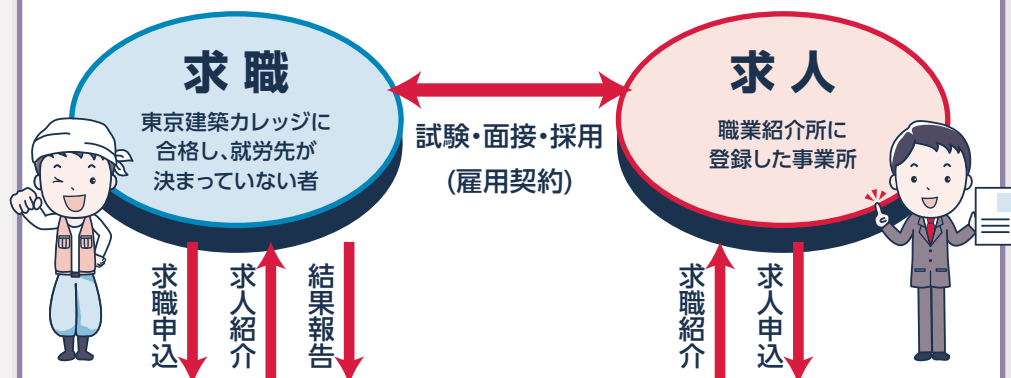 求職
東京建築カレッジに
合格し、就労先が
決まっていない者
試験・面接・採用
(雇用契約)
求人
職業紹介所に
登録した事業所
求職申込
求人紹介
結果報告
求職紹介
求人申込